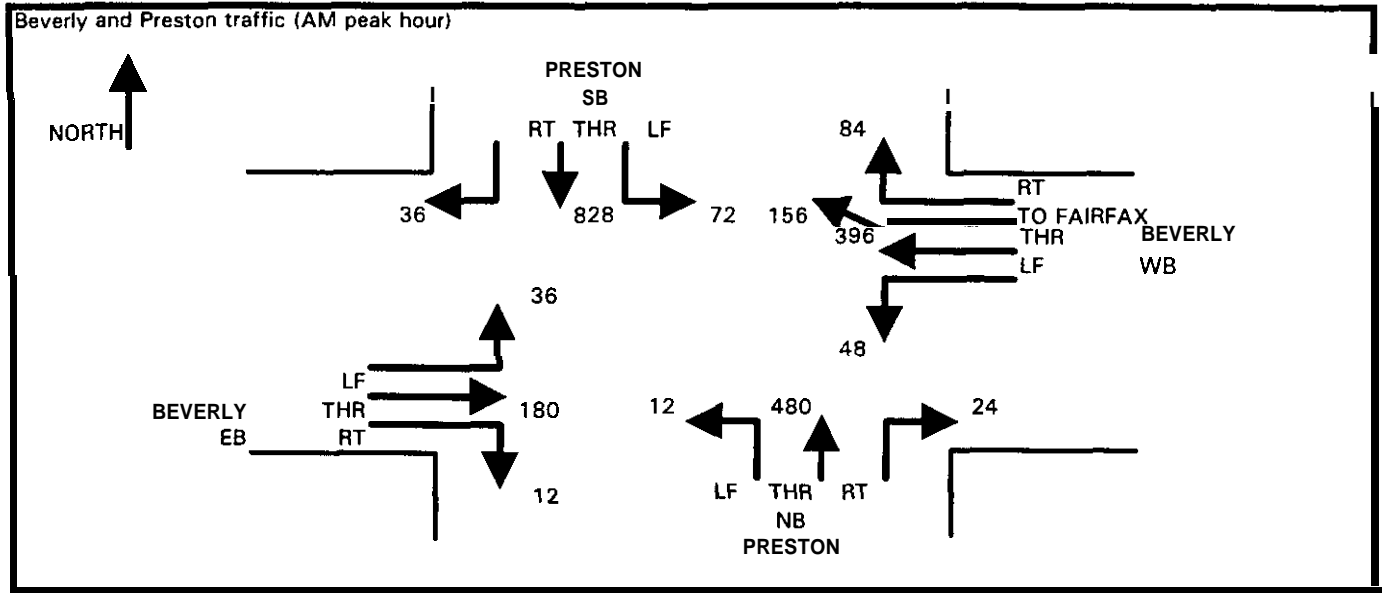 Beverly and Preston traffic (AM peak hour)
NORTH
PRESTON
SB
RT THR LF
36
828
72
84
156
396
RT
TO FAIRFAX
THR
LF
BEVERLY
WB
48
36
LF
THR
RT
BEVERLY
EB
180
12
12
480
24
LF THR RT
NB
PRESTON